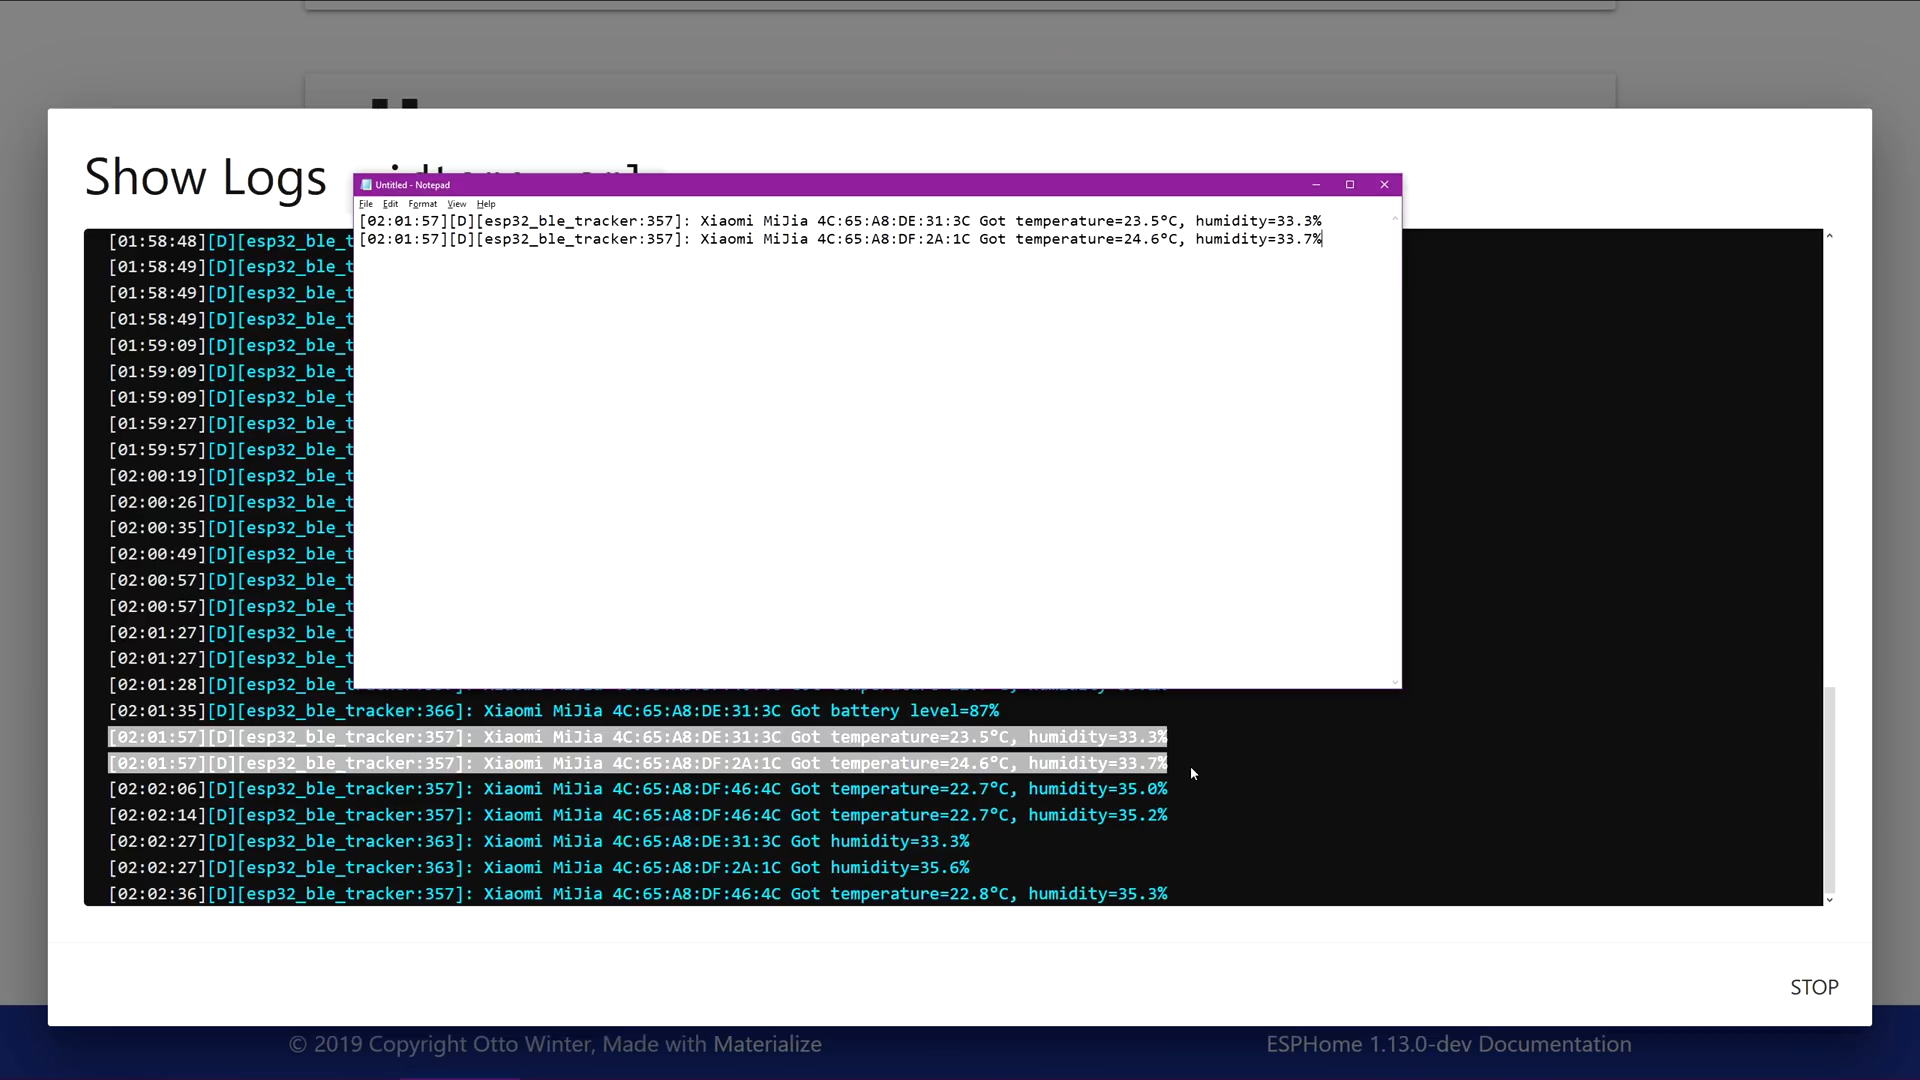 Show Logs
Untitled - Notepad
File Edit Format View Help
[02:01:57][D][esp32_ble_tracker:357]: Xiaomi MiJia 4C:65:A8:DE:31:3C Got temperature=23.5°C, humidity=33.3%
[02:01:57][D][esp32_ble_tracker:357]: Xiaomi MiJia 4C:65:A8:DF:2A:1C Got temperature=24.6°C, humidity=33.7%
[01:58:48][D][esp32_ble_t
[01:58:49][D][esp32_ble_t
[01:58:49][D][esp32_ble_t
[01:58:49][D][esp32_ble_t
[01:59:09][D][esp32_ble_t
[01:59:09][D][esp32_ble_t
[01:59:09][D][esp32_ble_t
[01:59:27][D][esp32_ble_t
[01:59:57][D][esp32_ble_t
[02:00:19][D][esp32_ble_t
[02:00:26][D][esp32_ble_t
[02:00:35][D][esp32_ble_t
[02:00:49][D][esp32_ble_t
[02:00:57][D][esp32_ble_t
[02:00:57][D][esp32_ble_t
[02:01:27][D][esp32_ble_t
[02:01:27][D][esp32_ble_t
[02:01:28][D][esp32_ble_t
[02:01:35][D][esp32_ble_tracker:366]: Xiaomi MiJia 4C:65:A8:DE:31:3C Got battery level=87%
[02:01:57][D][esp32_ble_tracker:357]: Xiaomi MiJia 4C:65:A8:DE:31:3C Got temperature=23.5°C, humidity=33.3%
[02:01:57][D][esp32_ble_tracker:357]: Xiaomi MiJia 4C:65:A8:DF:2A:1C Got temperature=24.6°C, humidity=33.7%
[02:02:06][D][esp32_ble_tracker:357]: Xiaomi MiJia 4C:65:A8:DF:46:4C Got temperature=22.7°C, humidity=35.0%
[02:02:14][D][esp32_ble_tracker:357]: Xiaomi MiJia 4C:65:A8:DF:46:4C Got temperature=22.7°C, humidity=35.2%
[02:02:27][D][esp32_ble_tracker:363]: Xiaomi MiJia 4C:65:A8:DE:31:3C Got humidity=33.3%
[02:02:27][D][esp32_ble_tracker:363]: Xiaomi MiJia 4C:65:A8:DF:2A:1C Got humidity=35.6%
[02:02:36][D][esp32_ble_tracker:357]: Xiaomi MiJia 4C:65:A8:DF:46:4C Got temperature=22.8°C, humidity=35.3%
STOP
© 2019 Copyright Otto Winter, Made with Materialize
ESPHome 1.13.0-dev Documentation